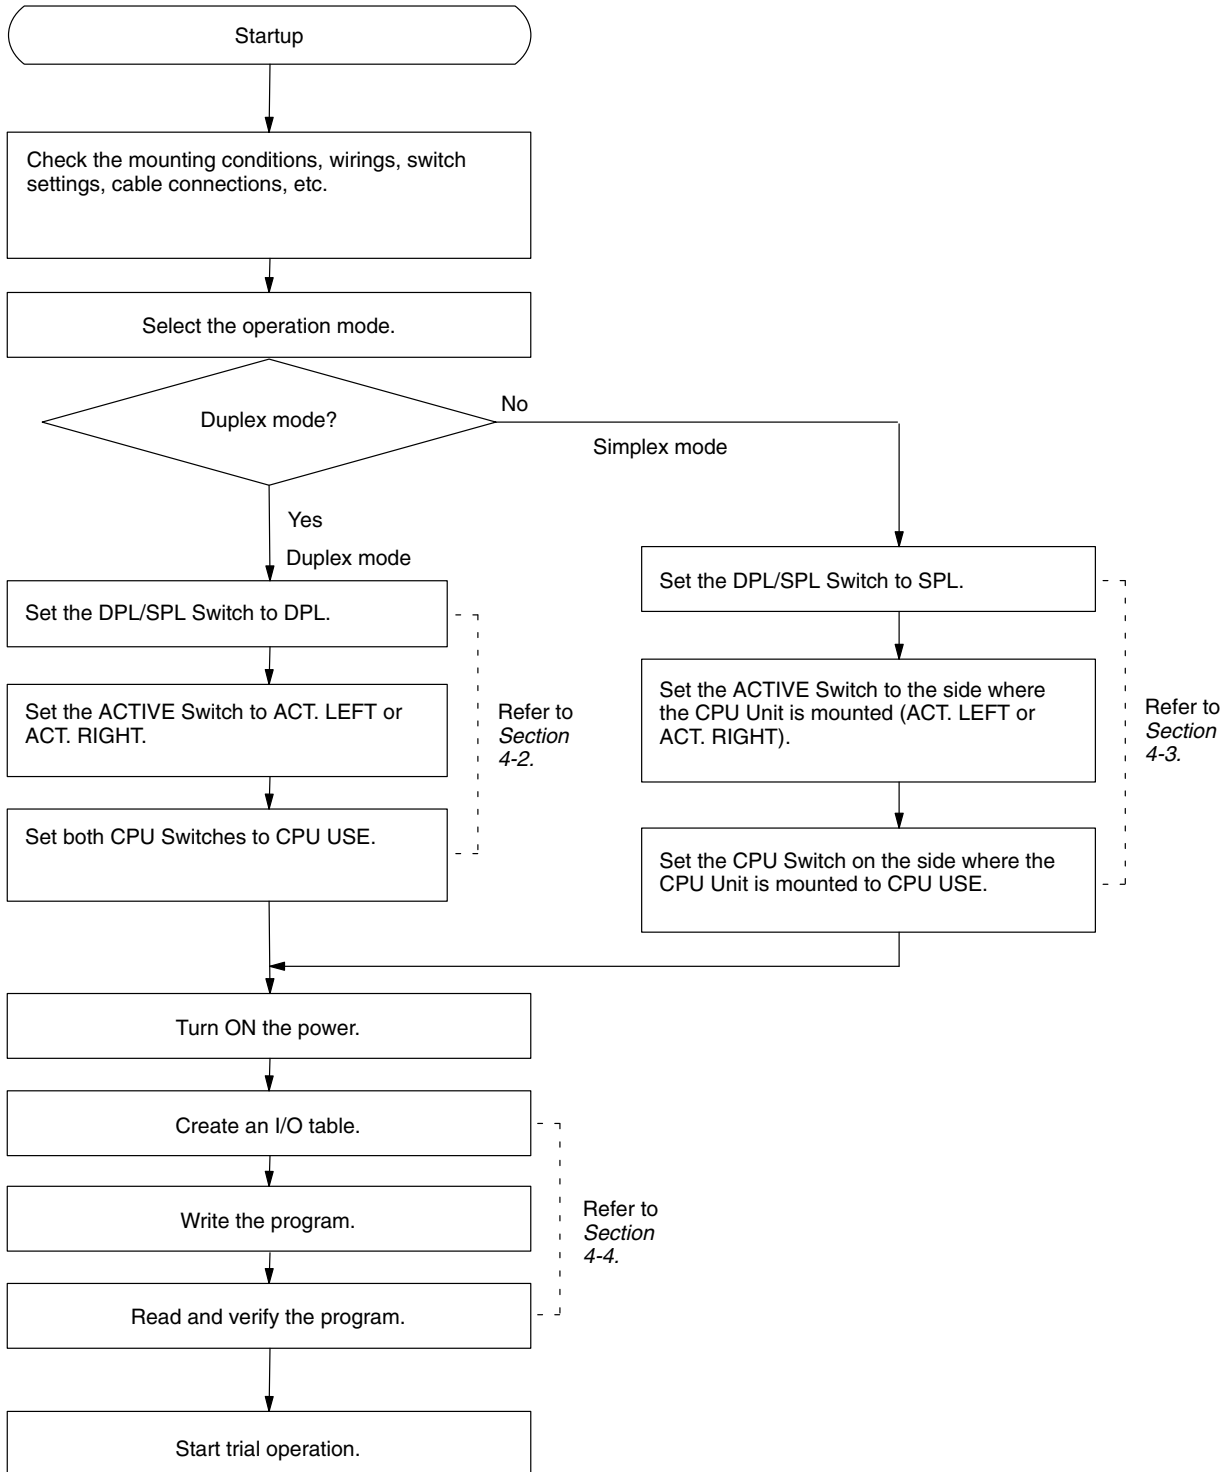 Startup
Check the mounting conditions, wirings, switch
settings, cable connections, etc.
Select the operation mode.
Duplex mode?
No
Simplex mode
Yes
Duplex mode
Set the DPL/SPL Switch to DPL.
Set the ACTIVE Switch to ACT. LEFT or
ACT. RIGHT.
Set both CPU Switches to CPU USE.
Refer to
Section
4-2.
Set the DPL/SPL Switch to SPL.
Set the ACTIVE Switch to the side where
the CPU Unit is mounted (ACT. LEFT or
ACT. RIGHT).
Set the CPU Switch on the side where the
CPU Unit is mounted to CPU USE.
Refer to
Section
4-3.
Turn ON the power.
Create an I/O table.
Write the program.
Read and verify the program.
Refer to
Section
4-4.
Start trial operation.